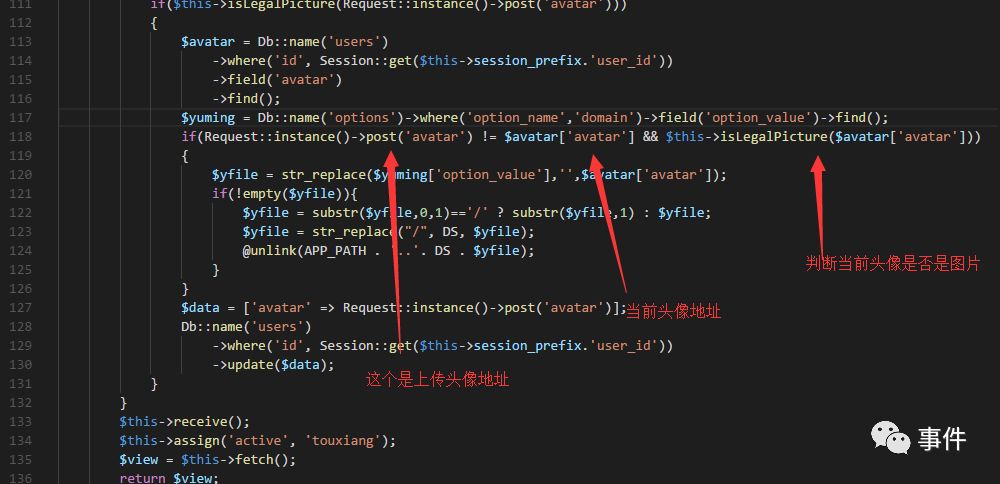 111 if($this->isLegalPicture(Request::instance()->post('avatar')))
112 {
113 $avatar = Db::name('users')
114 ->where('id', Session::get($this->session_prefix.'user_id'))
115 ->field('avatar')
116 ->find();
117 $yuming = Db::name('options')->where('option_name','domain')->field('option_value')->find();
118 if(Request::instance()->post('avatar') != $avatar['avatar'] && $this->isLegalPicture($avatar['avatar']))
119 {
120 $yfile = str_replace($yuming['option_value'],'',$avatar['avatar']);
121 if(!empty($yfile)){
122 $yfile = substr($yfile,0,1)=='/' ? substr($yfile,1) : $yfile;
123 $yfile = str_replace("/", DS, $yfile);
124 @unlink(APP_PATH . '..'. DS . $yfile);
125 }
判断当前头像是否是图片
126 }
127 $data = ['avatar' => Request::instance()->post('avatar')];
当前头像地址
128 Db::name('users')
129 ->where('id', Session::get($this->session_prefix.'user_id'))
130 ->update($data);
这个是上传头像地址
131 }
132 }
133 $this->receive();
134 $this->assign('active', 'touxiang');
事件
135 $view = $this->fetch();
136 return $view;